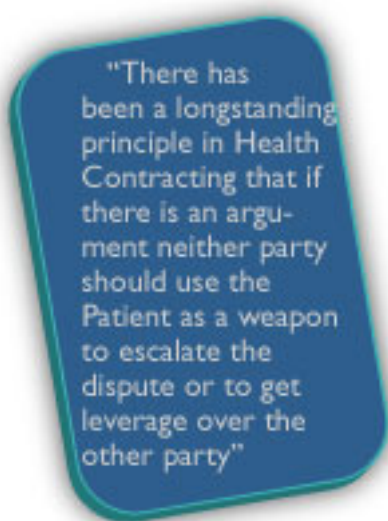 “There has
been a longstanding
principle in Health
Contracting that if
there is an argu-
ment neither party
should use the
Patient as a weapon
to escalate the
dispute or to get
leverage over the
other party”